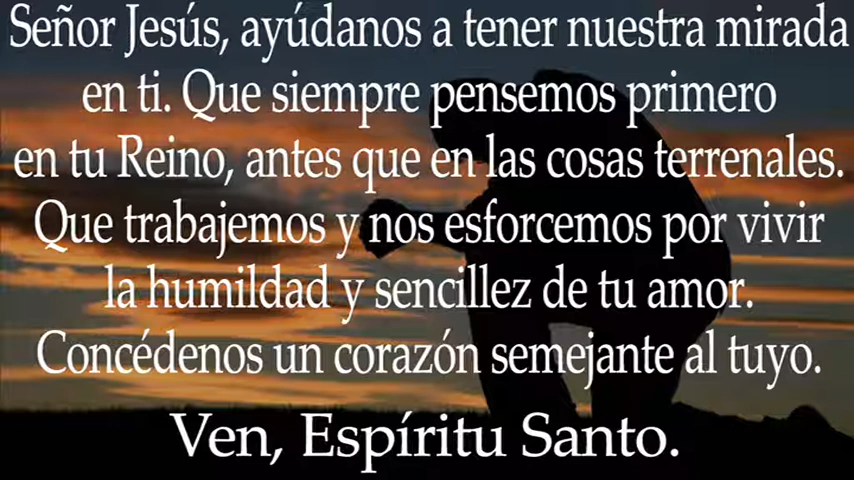 Señor Jesús, ayúdanos a tener nuestra mirada
en ti. Que siempre pensemos primero
en tu Reino, antes que en las cosas terrenales.
Que trabajemos y nos esforcemos por vivir
la humildad y sencillez de tu amor.
Concédenos un corazón semejante al tuyo.
Ven, Espíritu Santo.